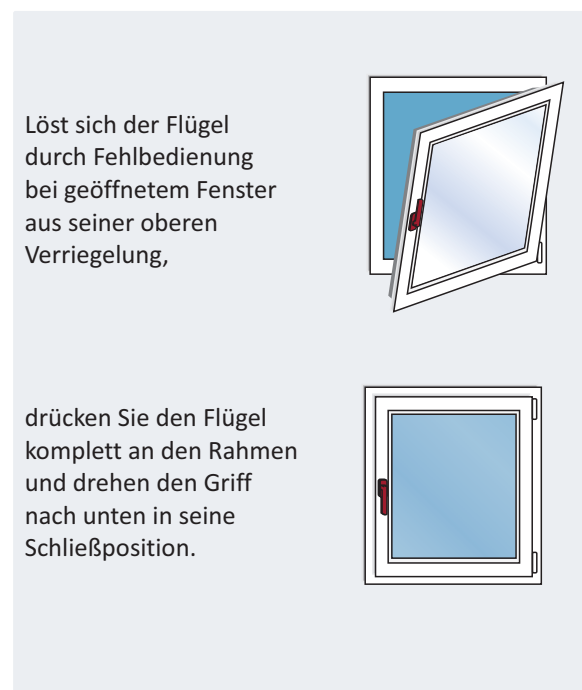 Löst sich der Flügel
durch Fehlbedienung
bei geöffnetem Fenster
aus seiner oberen
Verriegelung,
drücken Sie den Flügel
komplett an den Rahmen
und drehen den Griff
nach unten in seine
Schließposition.